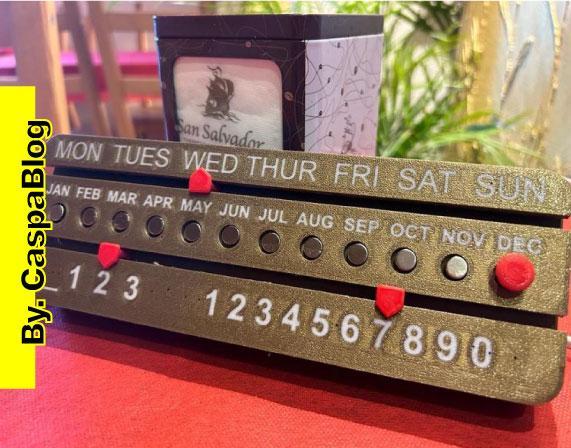 San Salvador
MON TUES WED THUR FRI SAT SUN
JAN FEB MAR APR MAY JUN JUL AUG SEP OCT NOV DEC
_ 1 2 3 1 2 3 4 5 6 7 8 9 0
By. CaspaBlog